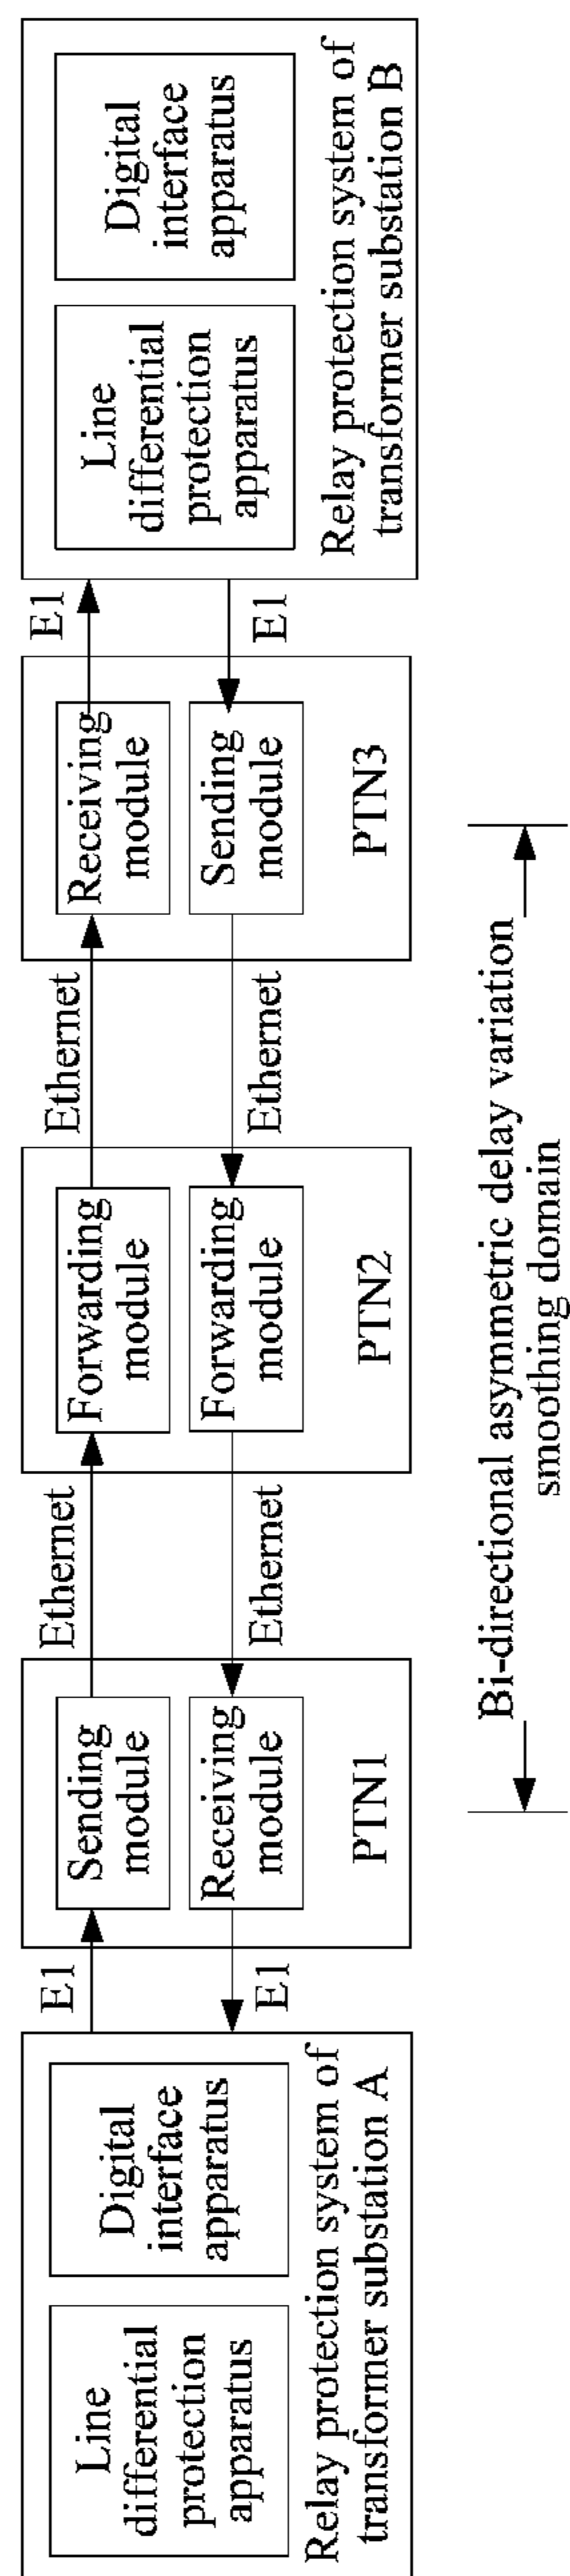 Line
differential
protection
apparatus
Digital
interface
apparatus
Relay protection system of
transformer substation A
E1
E1
Sending
module
Receiving
module
PTN1
Ethernet
Ethernet
Forwarding
module
Forwarding
module
PTN2
Ethernet
Ethernet
Receiving
module
Sending
module
PTN3
E1
E1
Line
differential
protection
apparatus
Digital
interface
apparatus
Relay protection system of
transformer substation B
Bi-directional asymmetric delay variation
smoothing domain